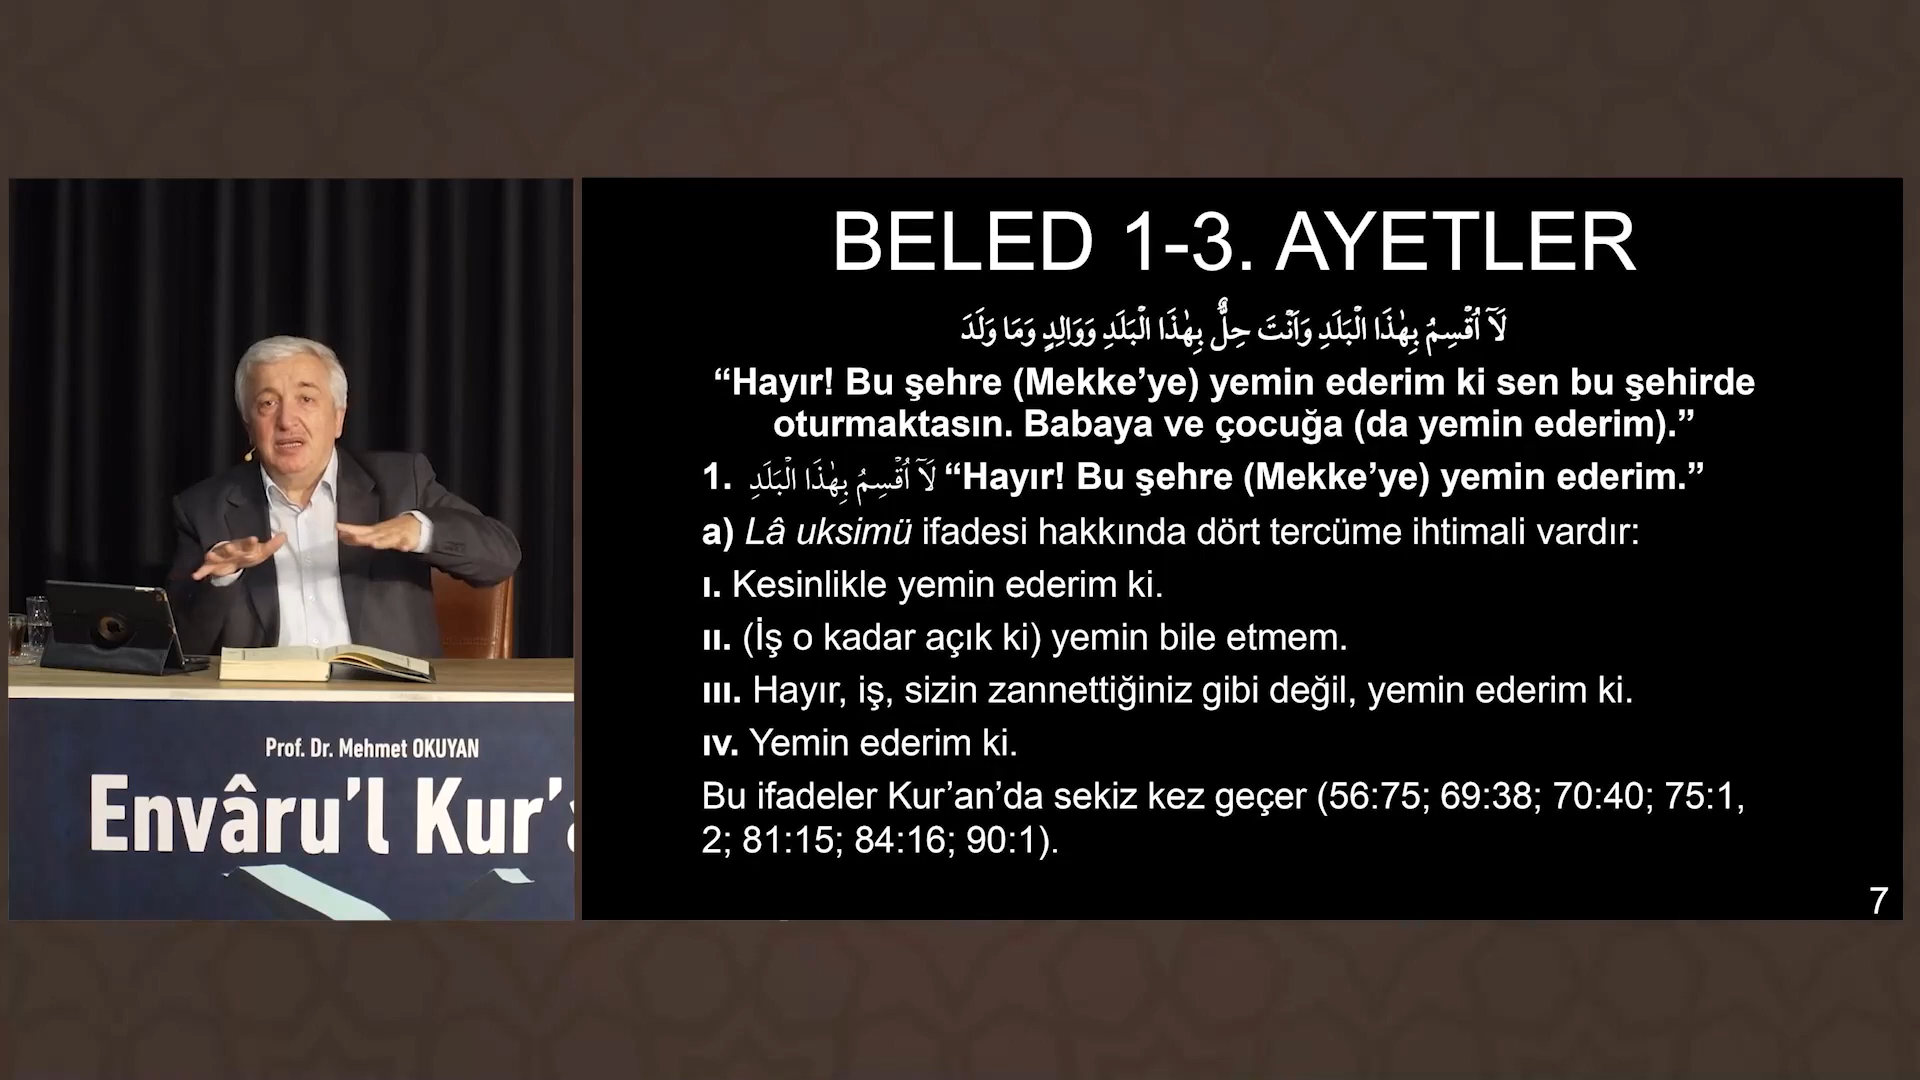 BELED 1-3. AYETLER
لَآ اُقْسِمُ بِهٰذَا الْبَلَدِ وَاَنْتَ حِلٌّ بِهٰذَا الْبَلَدِ وَوَالِدٍ وَمَا وَلَدَ
“Hayır! Bu şehre (Mekke’ye) yemin ederim ki sen bu şehirde
oturmaktasın. Babaya ve çocuğa (da yemin ederim).”
1. لَآ اُقْسِمُ بِهٰذَا الْبَلَدِ “Hayır! Bu şehre (Mekke’ye) yemin ederim.”
a) Lâ uksimü ifadesi hakkında dört tercüme ihtimali vardır:
ı. Kesinlikle yemin ederim ki.
ıı. (İş o kadar açık ki) yemin bile etmem.
ııı. Hayır, iş, sizin zannettiğiniz gibi değil, yemin ederim ki.
ıv. Yemin ederim ki.
Bu ifadeler Kur’an’da sekiz kez geçer (56:75; 69:38; 70:40; 75:1,
2; 81:15; 84:16; 90:1).
7
Prof. Dr. Mehmet OKUYAN
Envâru’l Kur’